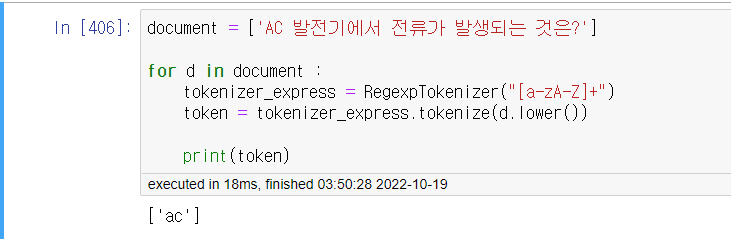 In [406]: document = ['AC 발전기에서 전류가 발생되는 것은?']
for d in document :
    tokenizer_express = RegexpTokenizer("[a-zA-Z]+")
    token = tokenizer_express.tokenize(d.lower())
    print(token)
executed in 18ms, finished 03:50:28 2022-10-19
['ac']